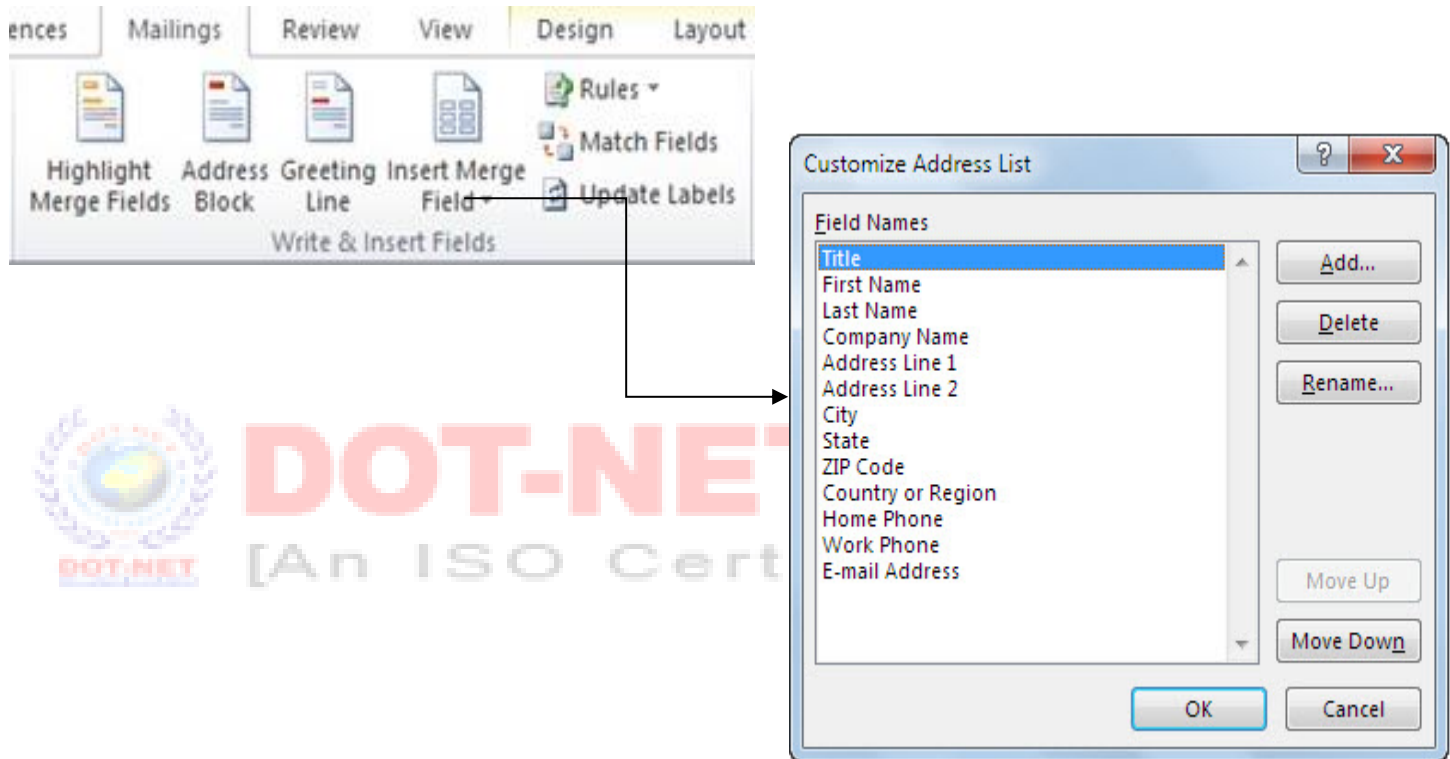 ences Mailings Review View Design Layout
Highlight Merge Fields
Address Block
Greeting Line
Insert Merge Field
Rules
Match Fields
Update Labels
Write & Insert Fields
Customize Address List
Field Names
Title
First Name
Last Name
Company Name
Address Line 1
Address Line 2
City
State
ZIP Code
Country or Region
Home Phone
Work Phone
E-mail Address
Add...
Delete
Rename...
Move Up
Move Down
OK Cancel
DOT-NET
DOT-NET
[An ISO Cert